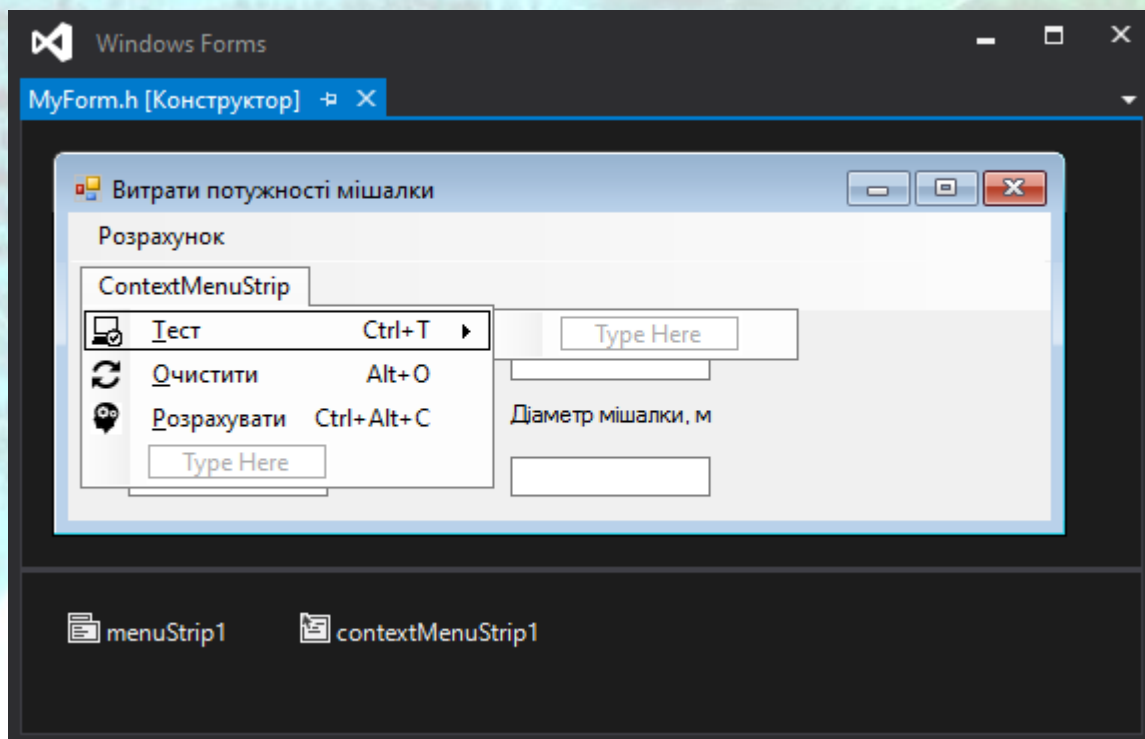 Windows Forms
MyForm.h [Конструктор]
Витрати потужності мішалки
Розрахунок
ContextMenuStrip
Тест Ctrl+T
Type Here
Очистити Alt+O
Розрахувати Ctrl+Alt+C
Діаметр мішалки, м
Type Here
menuStrip1 contextMenuStrip1